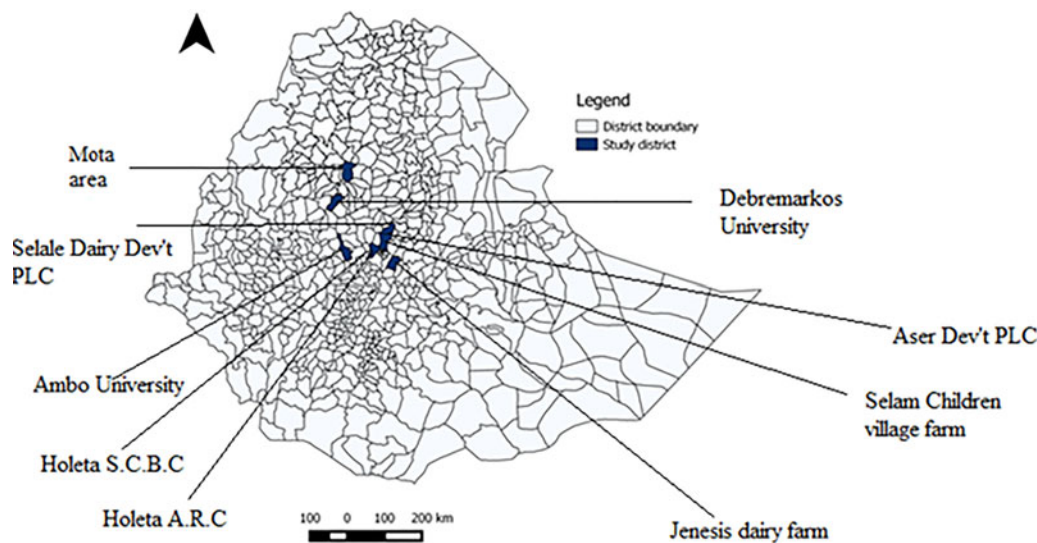 Legend
District boundary
Study district
Mota
area
Debremarkos
University
Selale Dairy Dev't
PLC
Aser Dev't PLC
Ambo University
Selam Children
village farm
Holeta S.C.B.C
Holeta A.R.C
Jenesis dairy farm
100 0 100 200 km